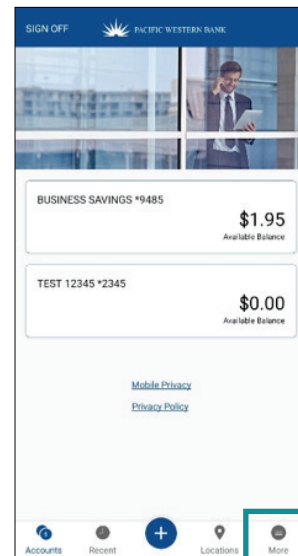 SIGN OFF PACIFIC WESTERN BANK
BUSINESS SAVINGS *9485
$1.95
Available Balance
TEST 12345 *2345
$0.00
Available Balance
Mobile Privacy
Privacy Policy
Accounts Recent Locations More